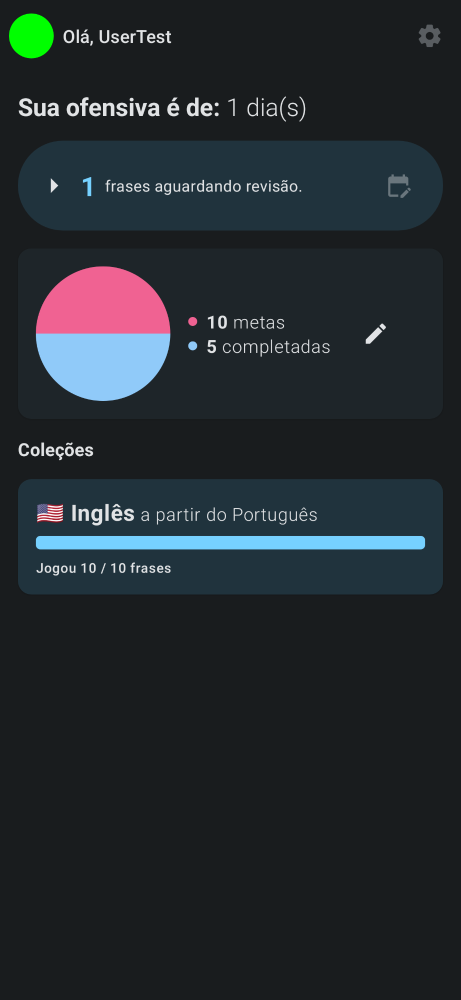 Olá, UserTest
Sua ofensiva é de: 1 dia(s)
1 frases aguardando revisão.
10 metas
5 completadas
Coleções
Inglês a partir do Português
Jogou 10 / 10 frases